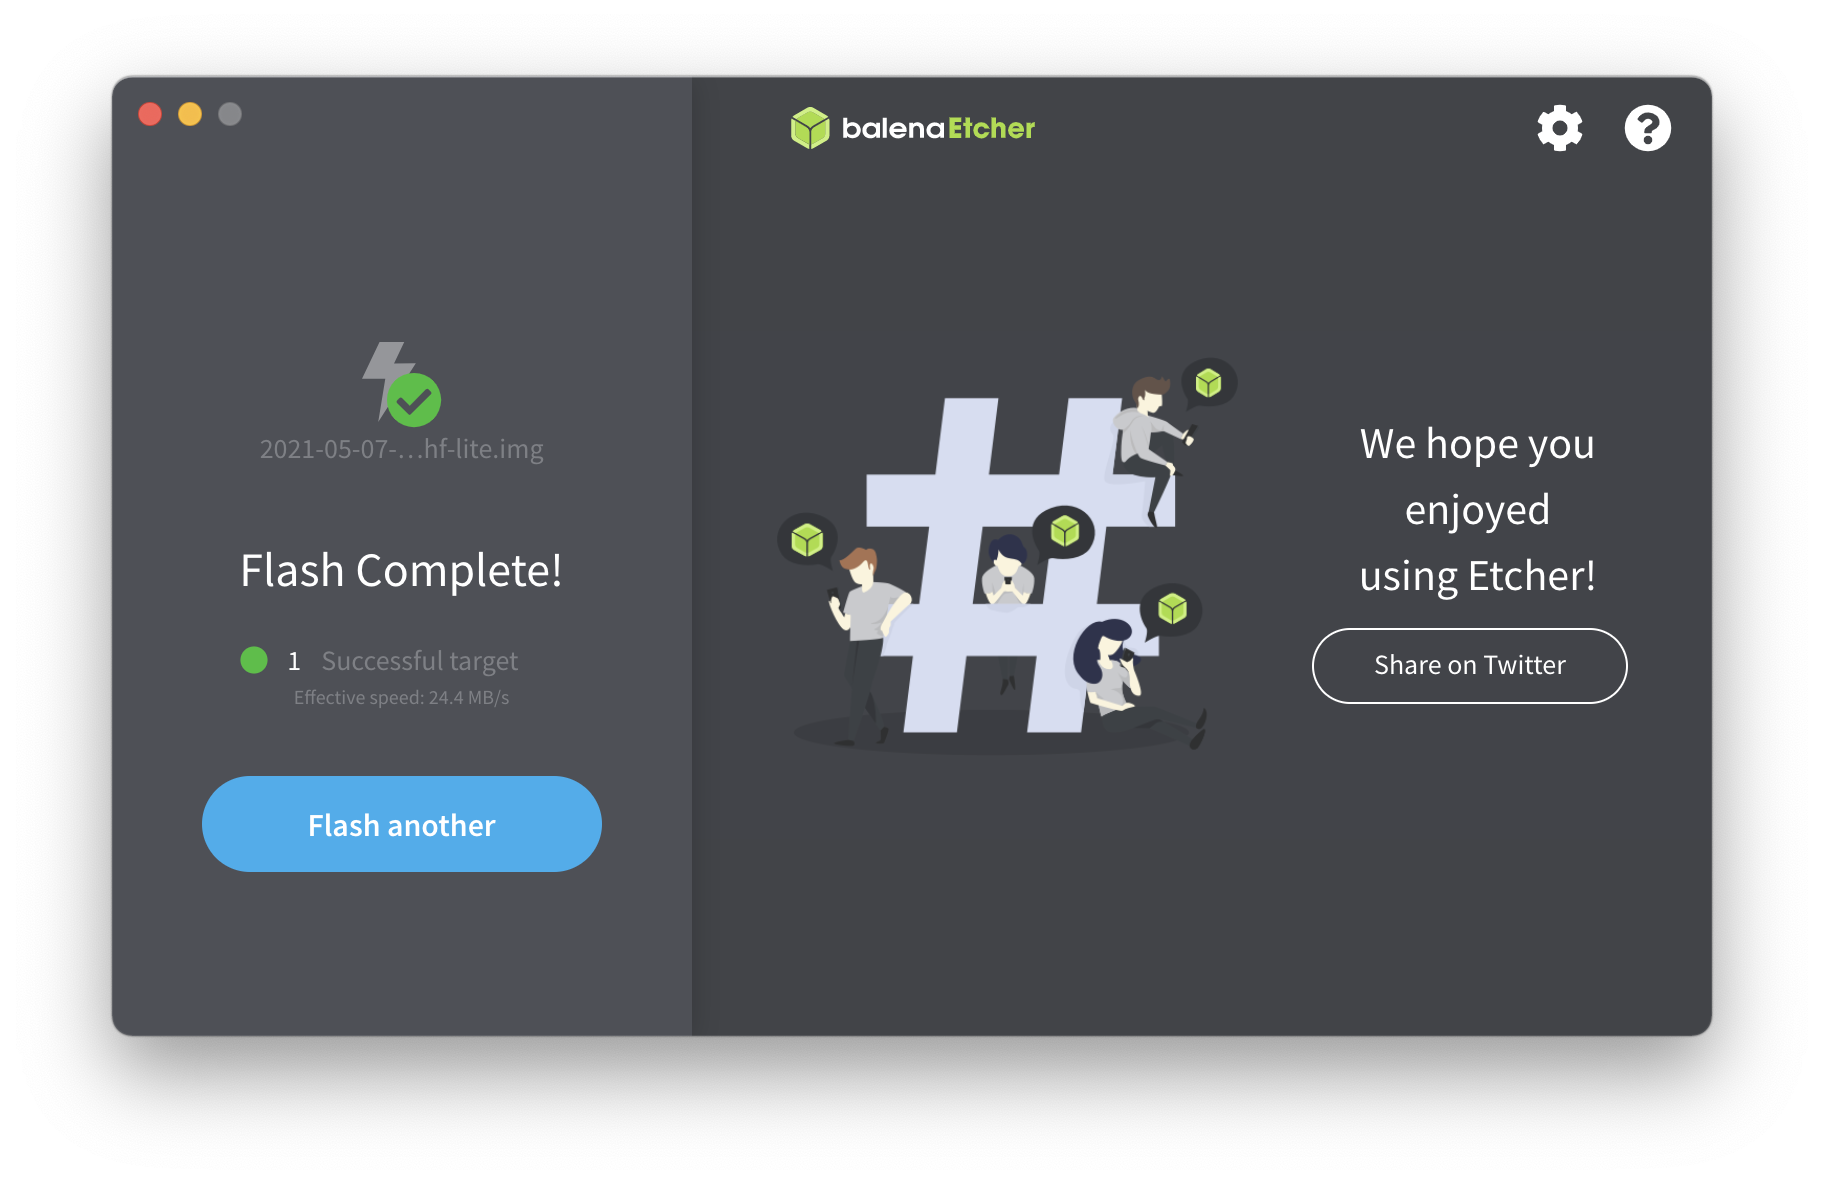 balenaEtcher
2021-05-07-...hf-lite.img
Flash Complete!
1 Successful target
Effective speed: 24.4 MB/s
Flash another
We hope you
enjoyed
using Etcher!
Share on Twitter